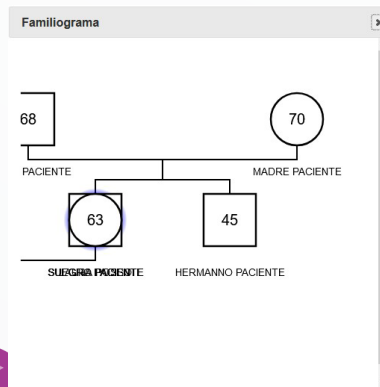 Familiograma
68
70
PACIENTE
MADRE PACIENTE
63
45
HERMANNO PACIENTE